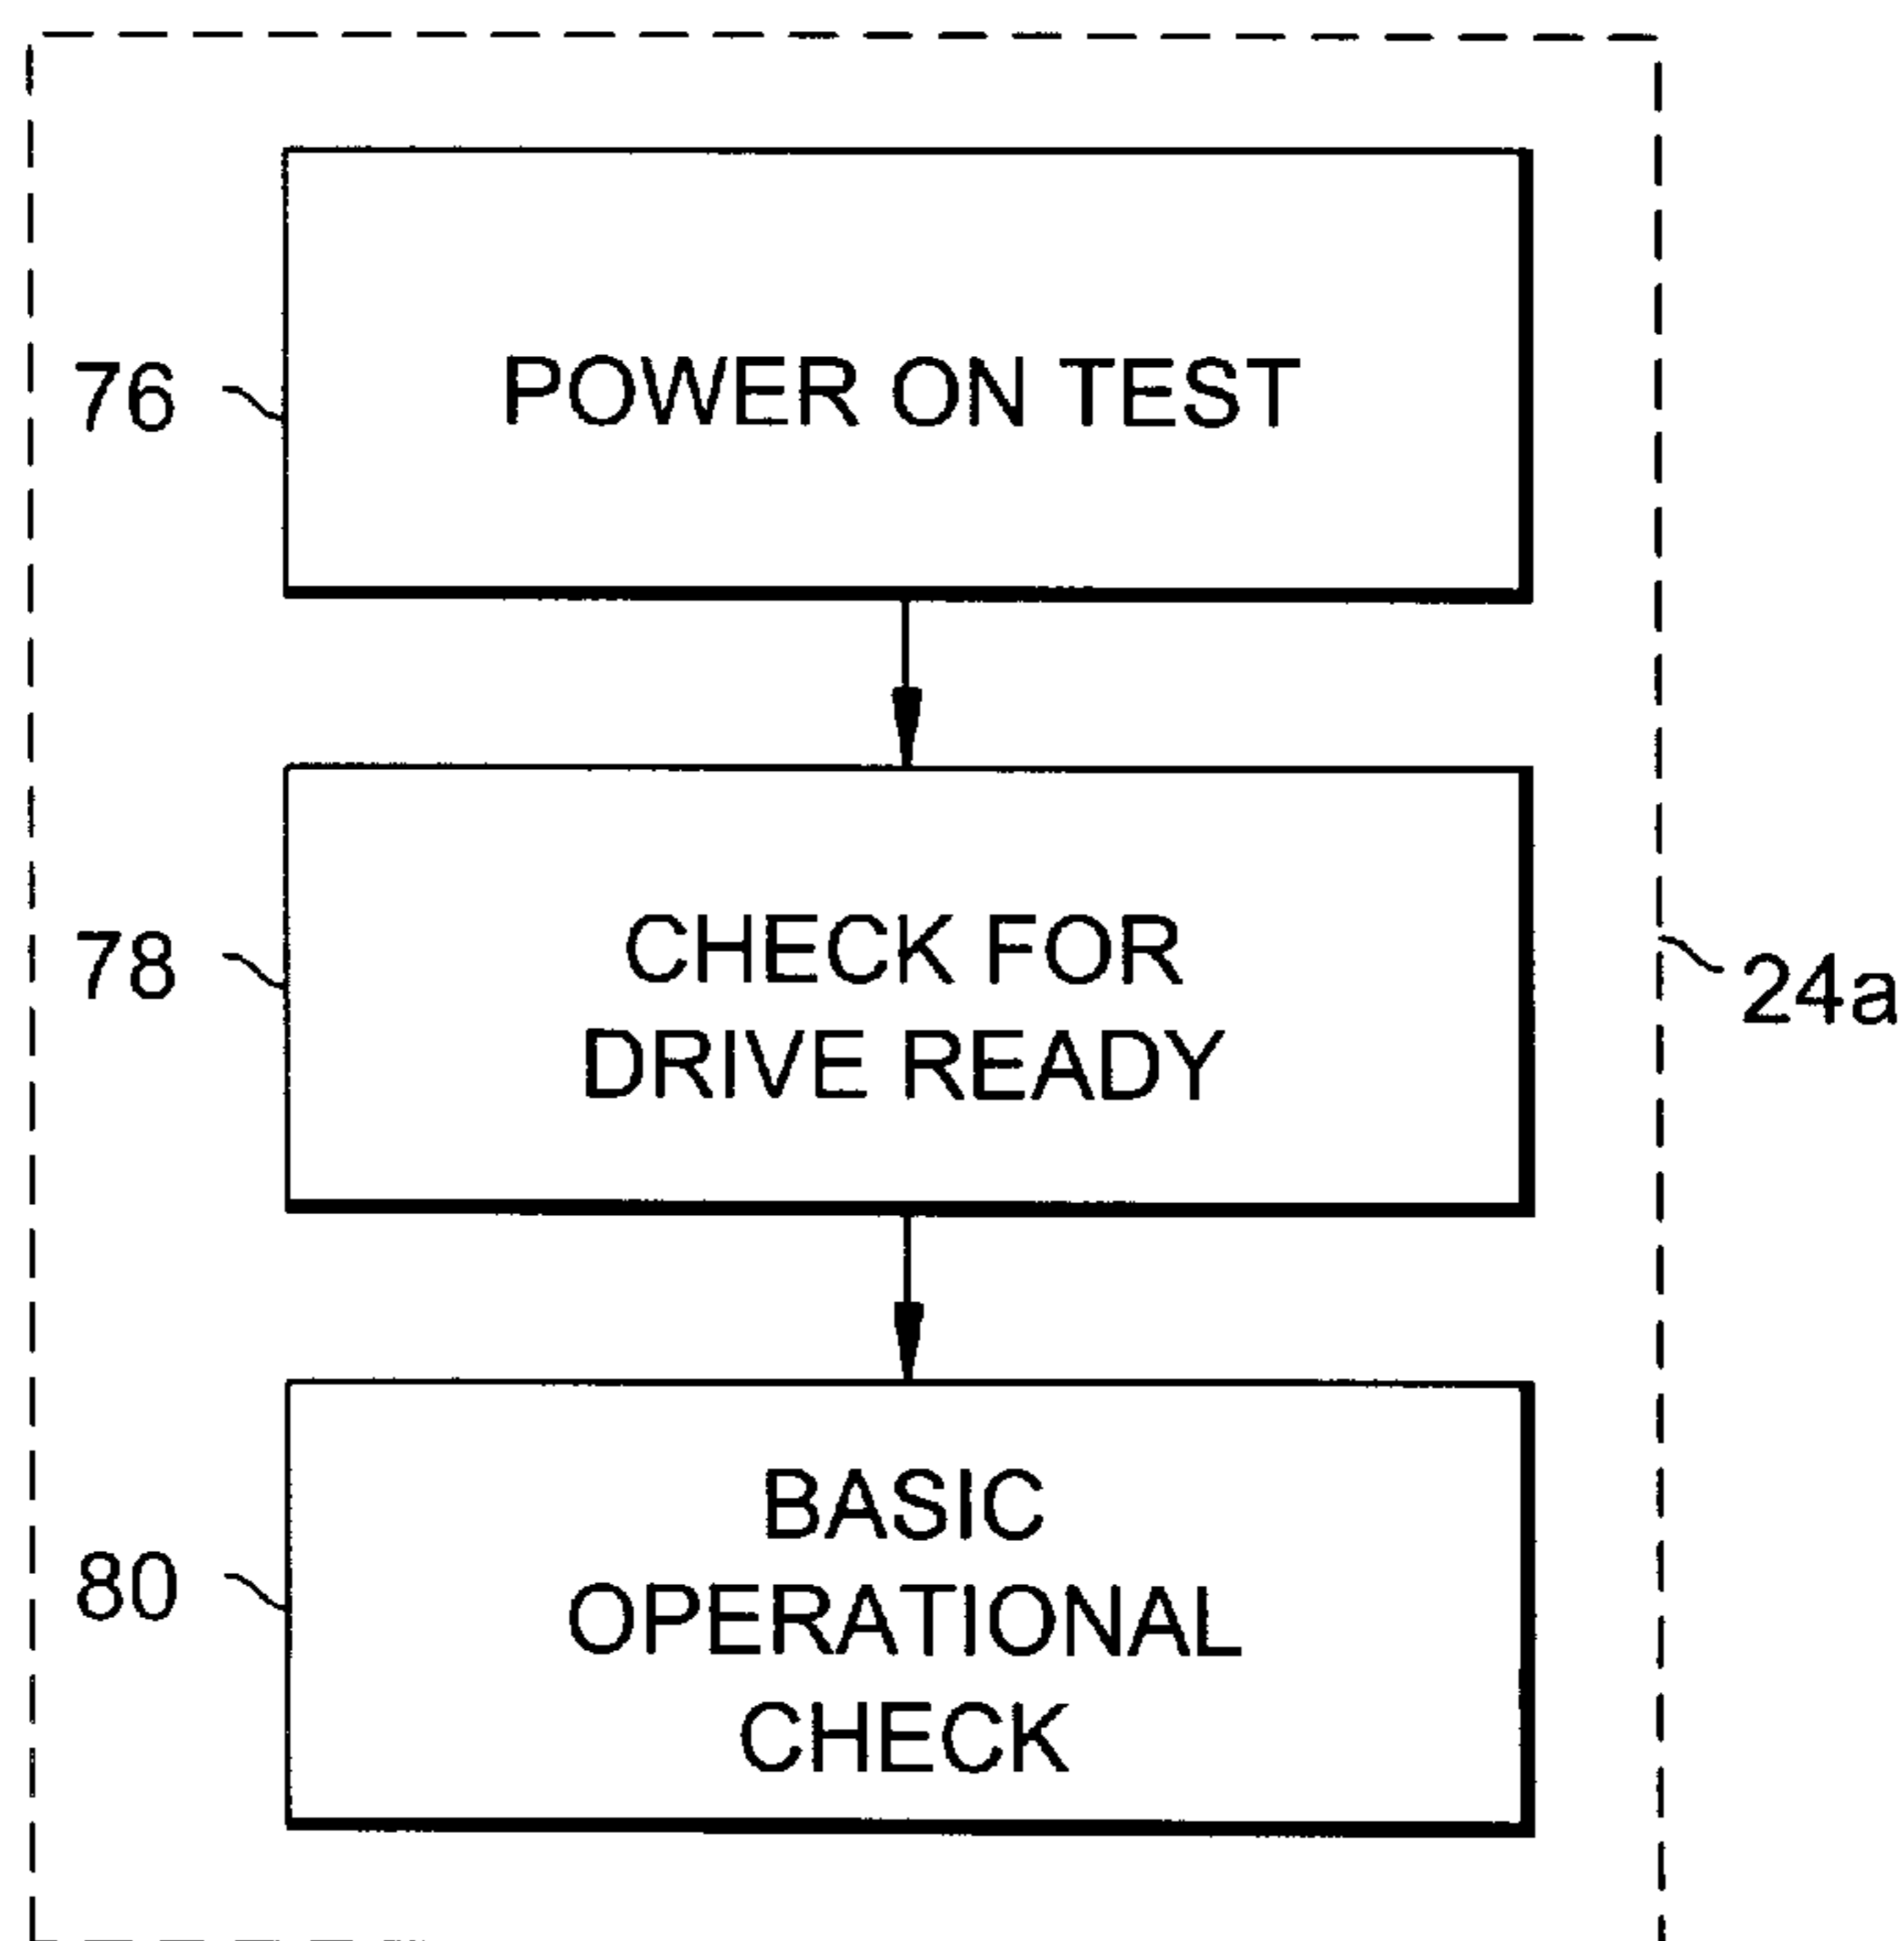 76
POWER ON TEST
78
CHECK FOR
DRIVE READY
24a
80
BASIC
OPERATIONAL
CHECK